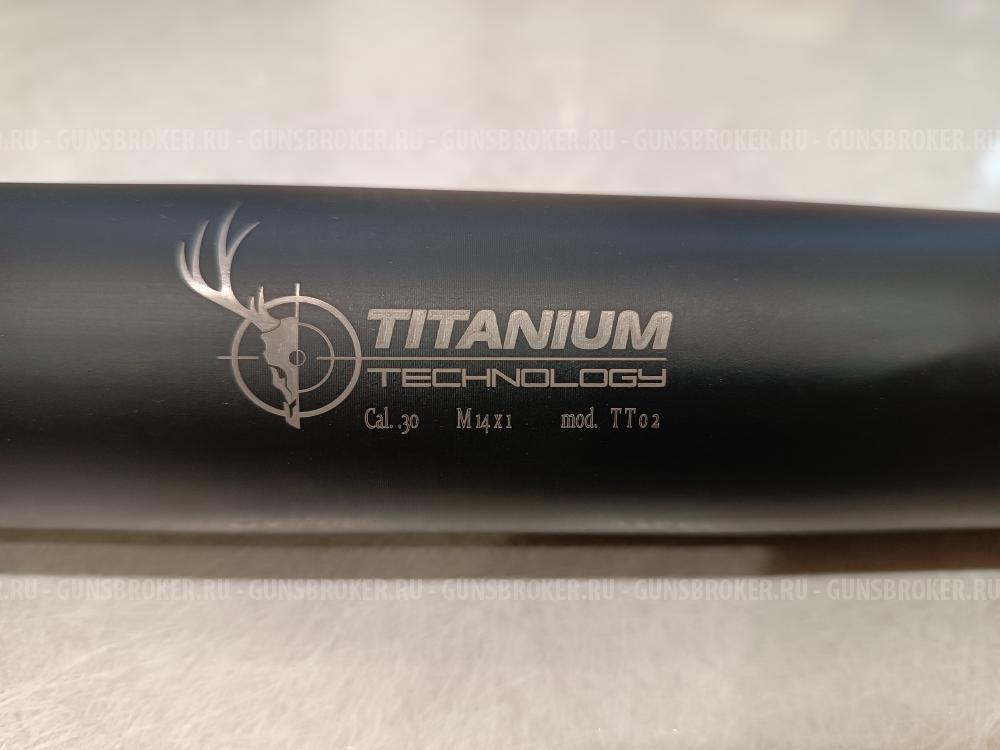 .RU - GUNSBROKER.RU - GUNSBROKER.RU - GUNSBROKER.RU - GUNSBROKER.RU - GUNSBROKER.RU
TITANIUM
TECHNOLOGY
Cal. .30 M14x1 mod. TT02
.RU - GUNSBROKER.RU - GUNSBROKER.RU - GUNSBROKER.RU - GUNSBROKER.RU - GUNSBROKER.RU